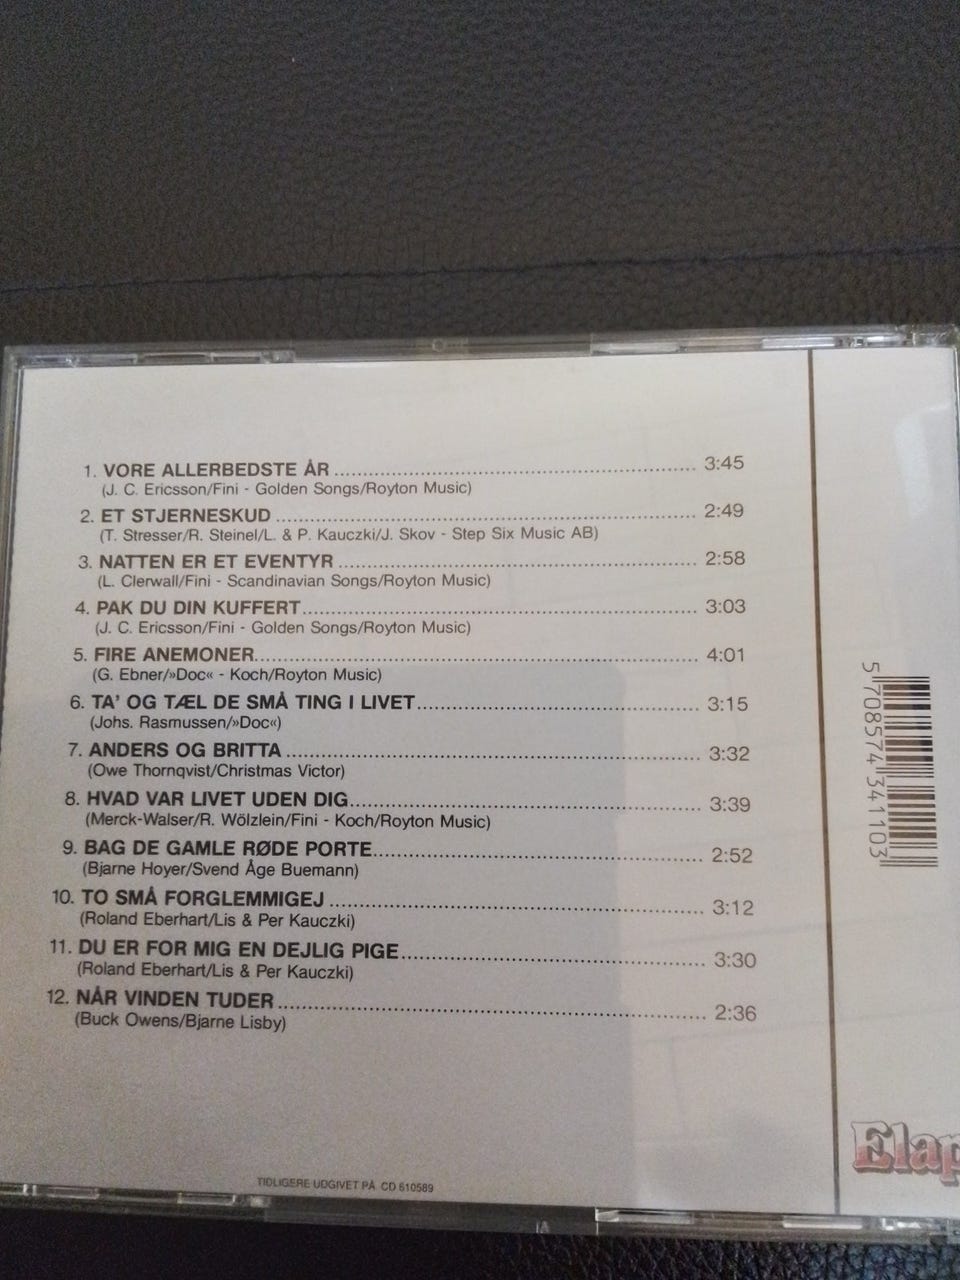 1. VORE ALLERBEDSTE ÅR ........ 3:45
(J. C. Ericsson/Fini - Golden Songs/Royton Music)
2. ET STJERNESKUD ........ 2:49
(T. Stresser/R. Steinel/L. & P. Kauczki/J. Skov - Step Six Music AB)
3. NATTEN ER ET EVENTYR ........ 2:58
(L. Clerwall/Fini - Scandinavian Songs/Royton Music)
4. PAK DU DIN KUFFERT ........ 3:03
(J. C. Ericsson/Fini - Golden Songs/Royton Music)
5. FIRE ANEMONER ........ 4:01
(G. Ebner/»Doc« - Koch/Royton Music)
6. TA' OG TÆL DE SMÅ TING I LIVET ........ 3:15
(Johs. Rasmussen/»Doc«)
7. ANDERS OG BRITTA ........ 3:32
(Owe Thornqvist/Christmas Victor)
8. HVAD VAR LIVET UDEN DIG ........ 3:39
(Merck-Walser/R. Wölzlein/Fini - Koch/Royton Music)
9. BAG DE GAMLE RØDE PORTE ........ 2:52
(Bjarne Hoyer/Svend Åge Buemann)
10. TO SMÅ FORGLEMMIGEJ ........ 3:12
(Roland Eberhart/Lis & Per Kauczki)
11. DU ER FOR MIG EN DEJLIG PIGE ........ 3:30
(Roland Eberhart/Lis & Per Kauczki)
12. NÅR VINDEN TUDER ........ 2:36
(Buck Owens/Bjarne Lisby)
TIDLIGERE UDGIVET PÅ CD 610589
5 708574 341103
Elap